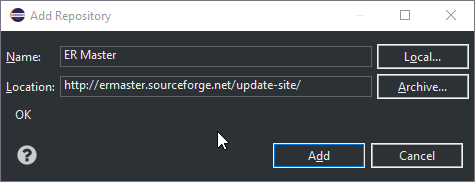 Add Repository
Name: ER Master Local...
Location: http://ermaster.sourceforge.net/update-site/ Archive...
OK
? Add Cancel